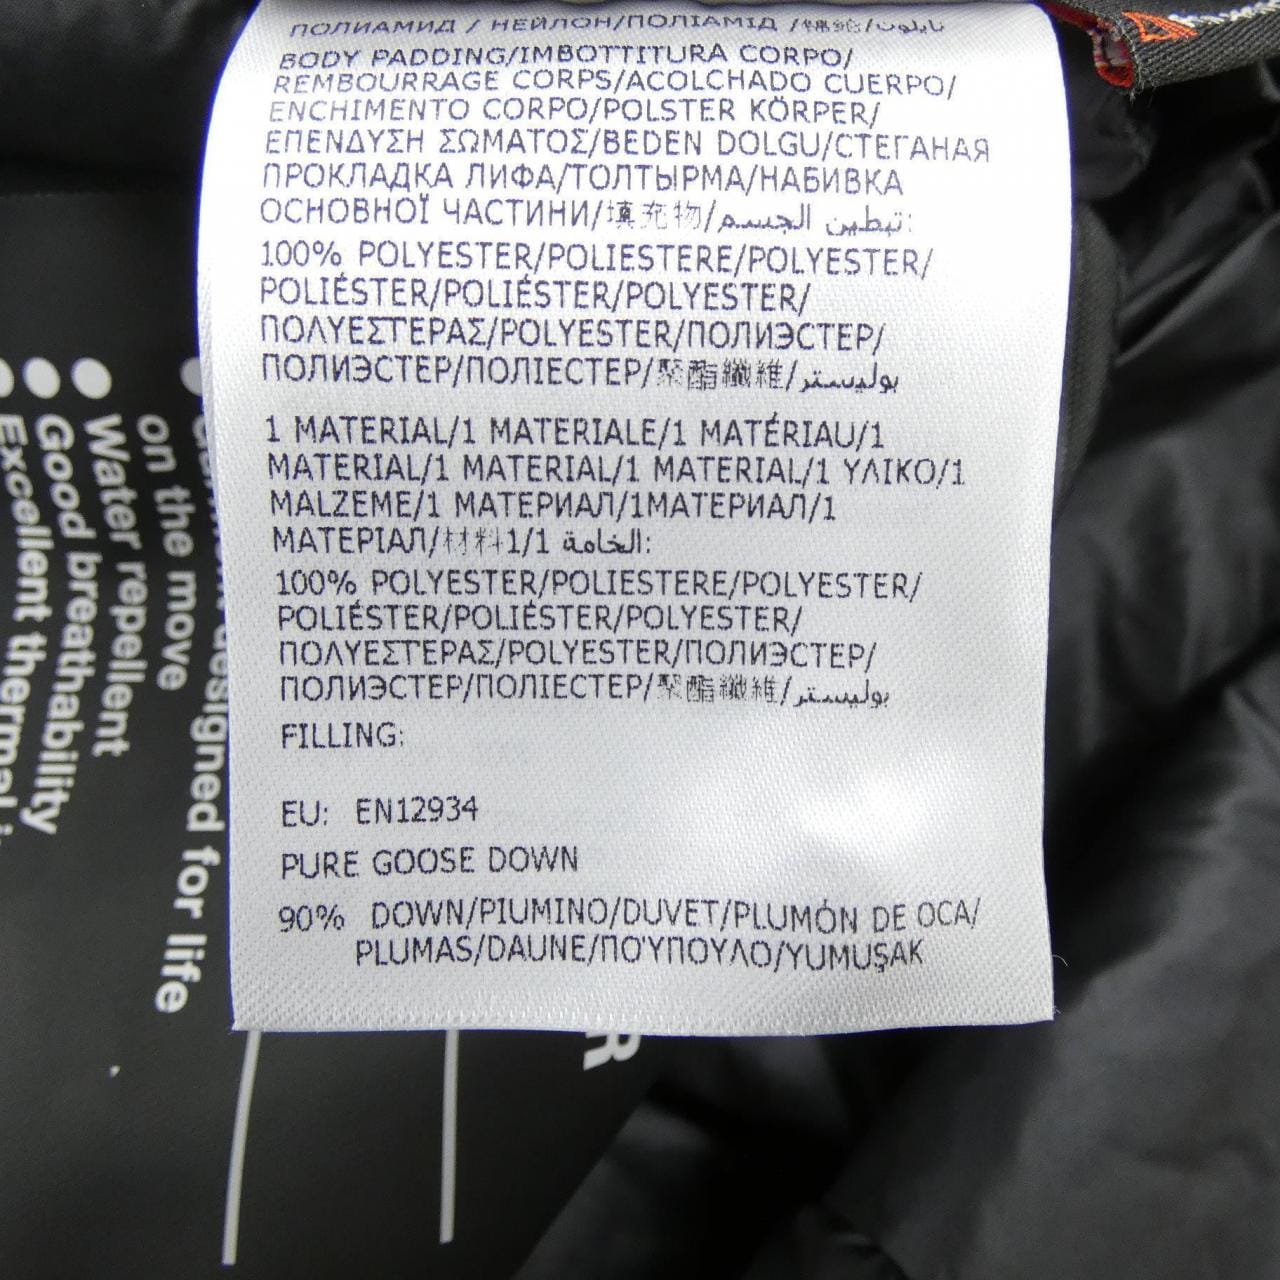 ПОЛИАМИД / НЕЙЛОН/ПОЛІАМІД /錦綸/نايلون
BODY PADDING/IMBOTTITURA CORPO/
REMBOURRAGE CORPS/ACOLCHADO CUERPO/
ENCHIMENTO CORPO/POLSTER KÖRPER/
ΕΠΕΝΔΥΣΗ ΣΩΜΑΤΟΣ/BEDEN DOLGU/СТЕГАНАЯ
ПРОКЛАДКА ЛИФА/ТОЛТЫРМА/НАБИВКА
ОСНОВНОЇ ЧАСТИНИ/填充物/تبطين الجسم:
100% POLYESTER/POLIESTERE/POLYESTER/
POLIÉSTER/POLIÉSTER/POLYESTER/
ΠΟΛΥΕΣΤΕΡΑΣ/POLYESTER/ПОЛИЭСТЕР/
ПОЛИЭСТЕР/ПОЛІЕСТЕР/聚酯纖維/بوليستر
1 MATERIAL/1 MATERIALE/1 MATÉRIAU/1
MATERIAL/1 MATERIAL/1 MATERIAL/1 ΥΛΙΚΟ/1
MALZEME/1 МАТЕРИАЛ/1МАТЕРИАЛ/1
МАТЕРІАЛ/材料1/1 الخامة:
100% POLYESTER/POLIESTERE/POLYESTER/
POLIÉSTER/POLIÉSTER/POLYESTER/
ΠΟΛΥΕΣΤΕΡΑΣ/POLYESTER/ПОЛИЭСТЕР/
ПОЛИЭСТЕР/ПОЛІЕСТЕР/聚酯纖維/بوليستر
FILLING:
EU: EN12934
PURE GOOSE DOWN
90% DOWN/PIUMINO/DUVET/PLUMÓN DE OCA/
PLUMAS/DAUNE/ΠΟΎΠΟΥΛΟ/YUMUŞAK
designed for life
on the move
Water repellent
Good breathability
Excellent thermal
R